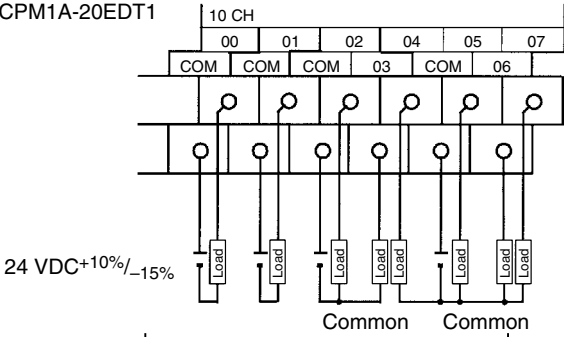 CPM1A-20EDT1
10 CH
00 01 02 04 05 07
COM COM COM 03 COM 06
24 VDC+10%/–15%
Load Load Load Load Load Load Load Load
Common Common